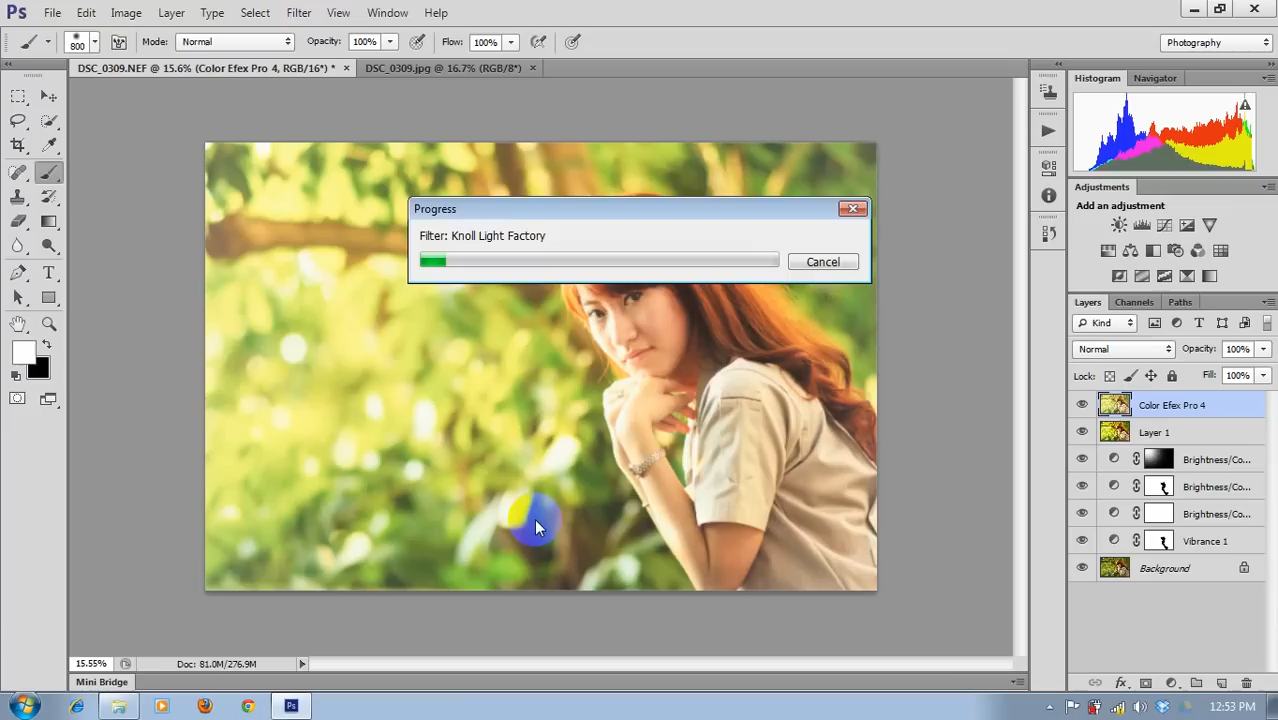 Ps File Edit Image Layer Type Select Filter View Window Help
800 Mode: Normal Opacity: 100% Flow: 100% Photography
DSC_0309.NEF @ 15.6% (Color Efex Pro 4, RGB/16*) * × DSC_0309.jpg @ 16.7% (RGB/8*) ×
Histogram Navigator
Adjustments
Add an adjustment
Progress
Filter: Knoll Light Factory
Cancel
Layers Channels Paths
Kind
Normal Opacity: 100%
Lock: Fill: 100%
Color Efex Pro 4
Layer 1
Brightness/Co...
Brightness/Co...
Brightness/Co...
Vibrance 1
Background
15.55% Doc: 81.0M/276.9M
Mini Bridge
fx
Ps 12:53 PM